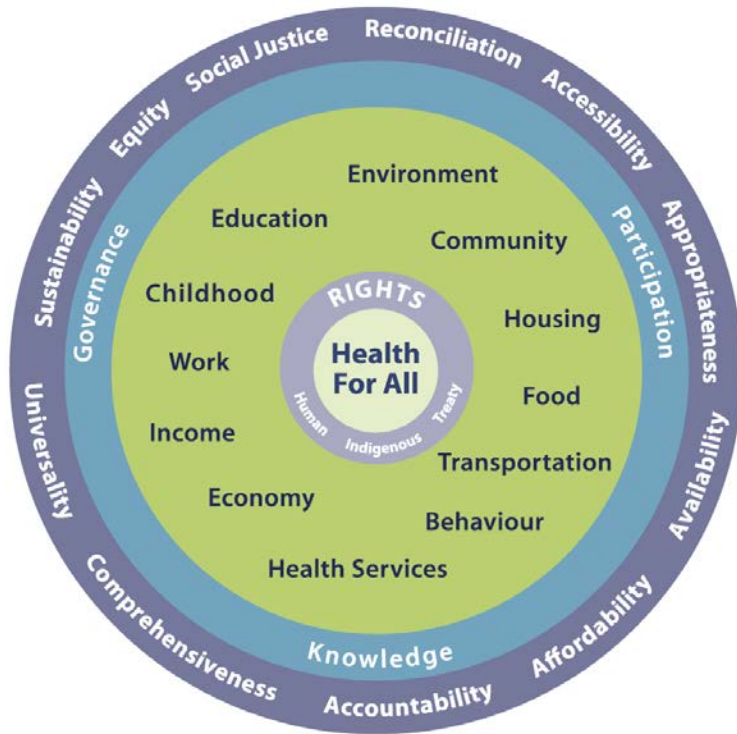 Reconciliation
Accessibility
Appropriateness
Availability
Affordability
Accountability
Comprehensiveness
Universality
Sustainability
Equity
Social Justice
Governance
Participation
Knowledge
Environment
Education
Community
Childhood
Housing
Work
Food
Income
Transportation
Economy
Behaviour
Health Services
RIGHTS
Health
For All
Human Indigenous Treaty